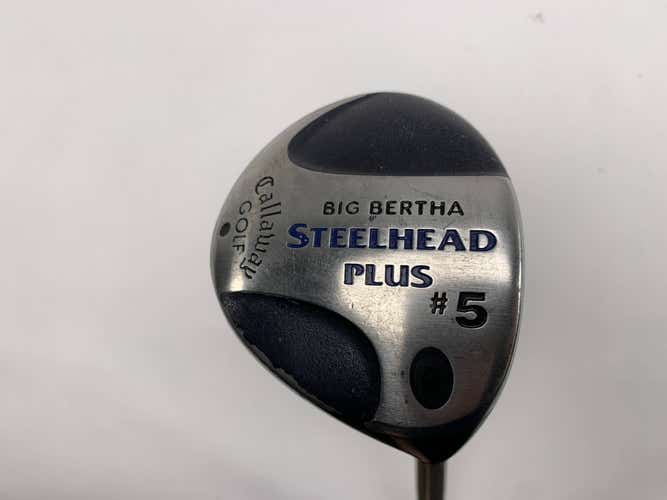 Callaway
GOLF
BIG BERTHA
STEELHEAD
PLUS
#5